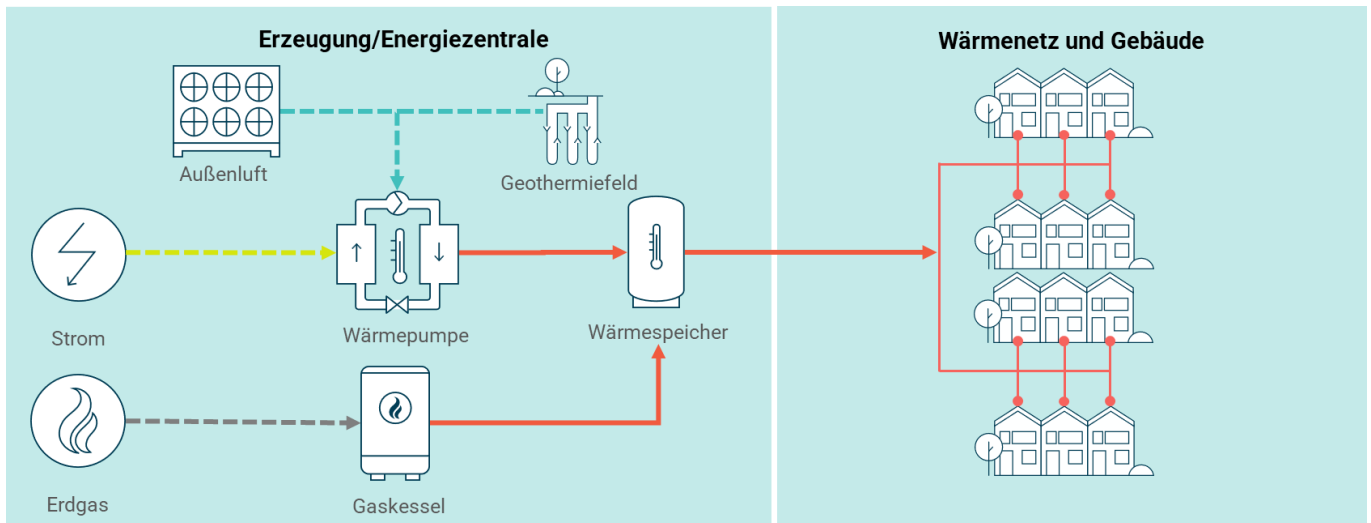 Erzeugung/Energiezentrale
Wärmenetz und Gebäude
Außenluft
Geothermiefeld
Strom
Wärmepumpe
Wärmespeicher
Erdgas
Gaskessel